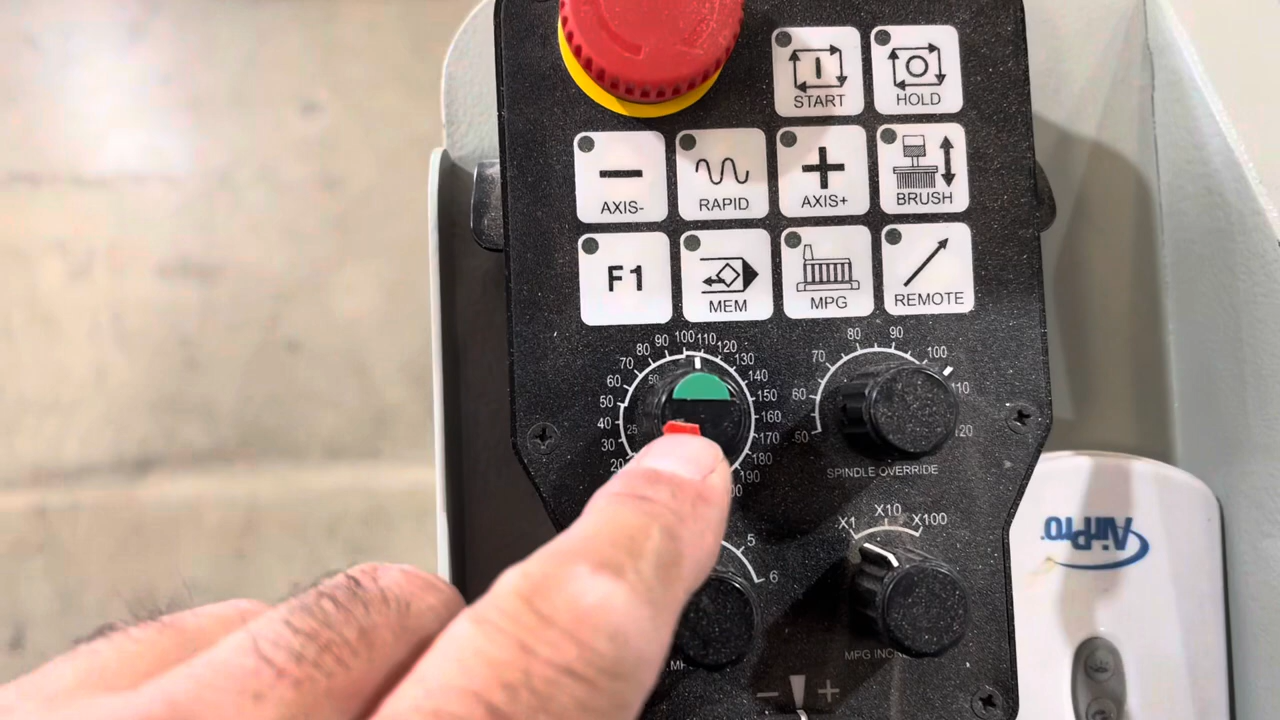 START
HOLD
AXIS-
RAPID
AXIS+
BRUSH
F1
MEM
MPG
REMOTE
20
30
40
50
60
70
80
90
100
110
120
130
140
150
160
170
180
190
25
50
60
70
80
90
100
110
120
SPINDLE OVERRIDE
5
6
X1
X10
X100
AirPro